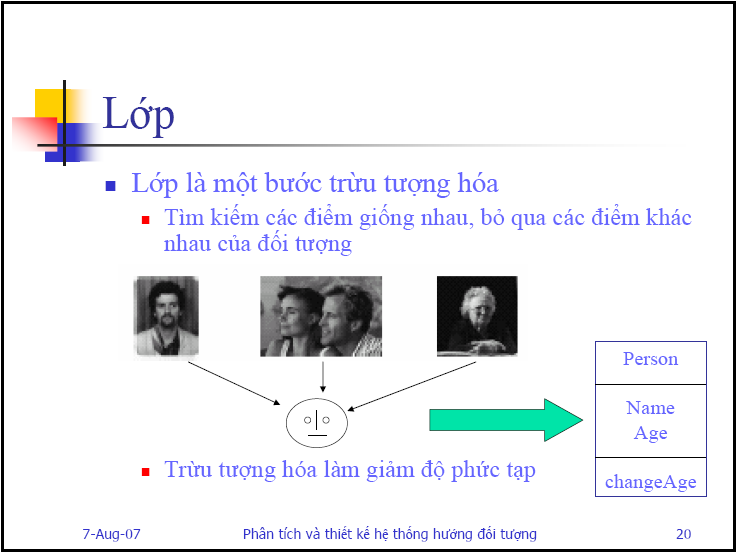 Lớp
Lớp là một bước trừu tượng hóa
Tìm kiếm các điểm giống nhau, bỏ qua các điểm khác
nhau của đối tượng
Person
Name
Age
changeAge
Trừu tượng hóa làm giảm độ phức tạp
7-Aug-07
Phân tích và thiết kế hệ thống hướng đối tượng
20